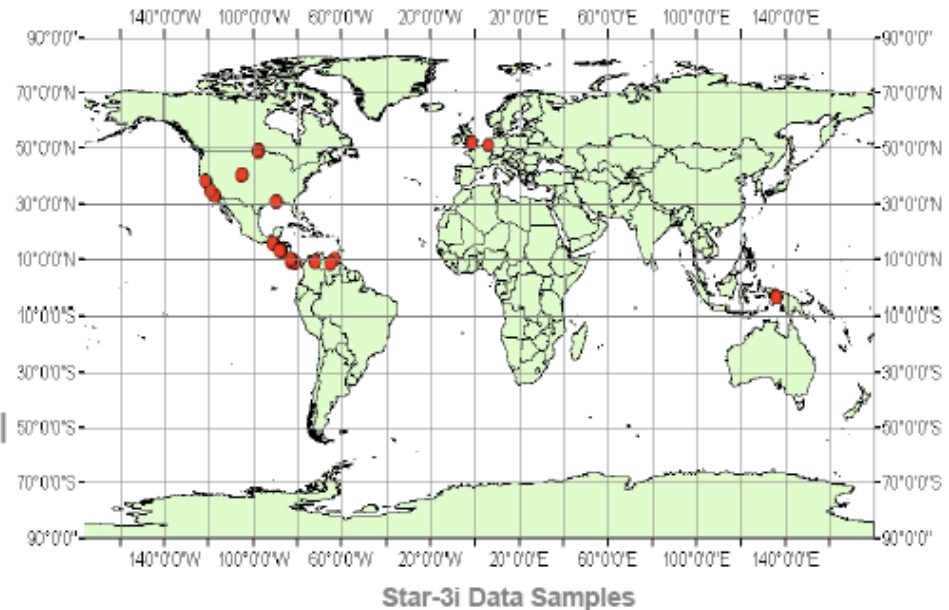 140°0'0"W 100°0'0"W 60°0'0"W 20°0'0"W 20°0'0"E 60°0'0"E 100°0'0"E 140°0'0"E
90°0'0" 90°0'0"
70°0'0"N 70°0'0"N
50°0'0"N 50°0'0"N
30°0'0"N 30°0'0"N
10°0'0"N 10°0'0"N
10°0'0"S 10°0'0"S
30°0'0"S 30°0'0"S
50°0'0"S 50°0'0"S
70°0'0"S 70°0'0"S
90°0'0" 90°0'0"
140°0'0"W 100°0'0"W 60°0'0"W 20°0'0"W 20°0'0"E 60°0'0"E 100°0'0"E 140°0'0"E
Star-3i Data Samples